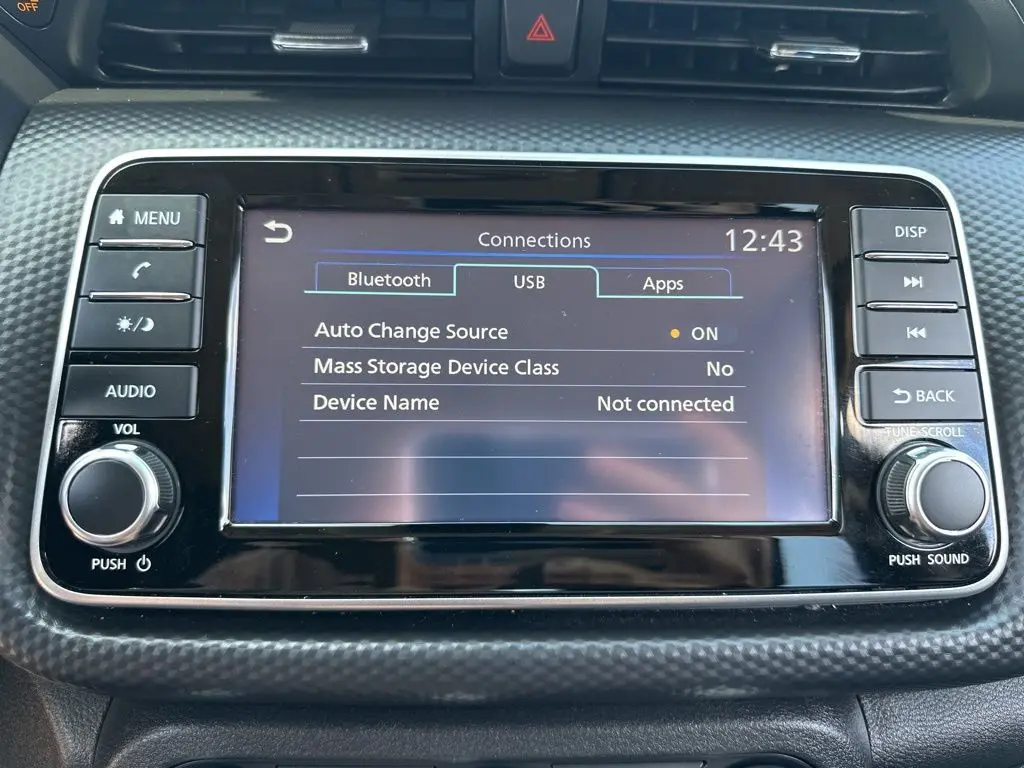 OFF
MENU
AUDIO
VOL
PUSH
Connections 12:43
Bluetooth USB Apps
Auto Change Source ON
Mass Storage Device Class No
Device Name Not connected
DISP
BACK
TUNE·SCROLL
PUSH SOUND